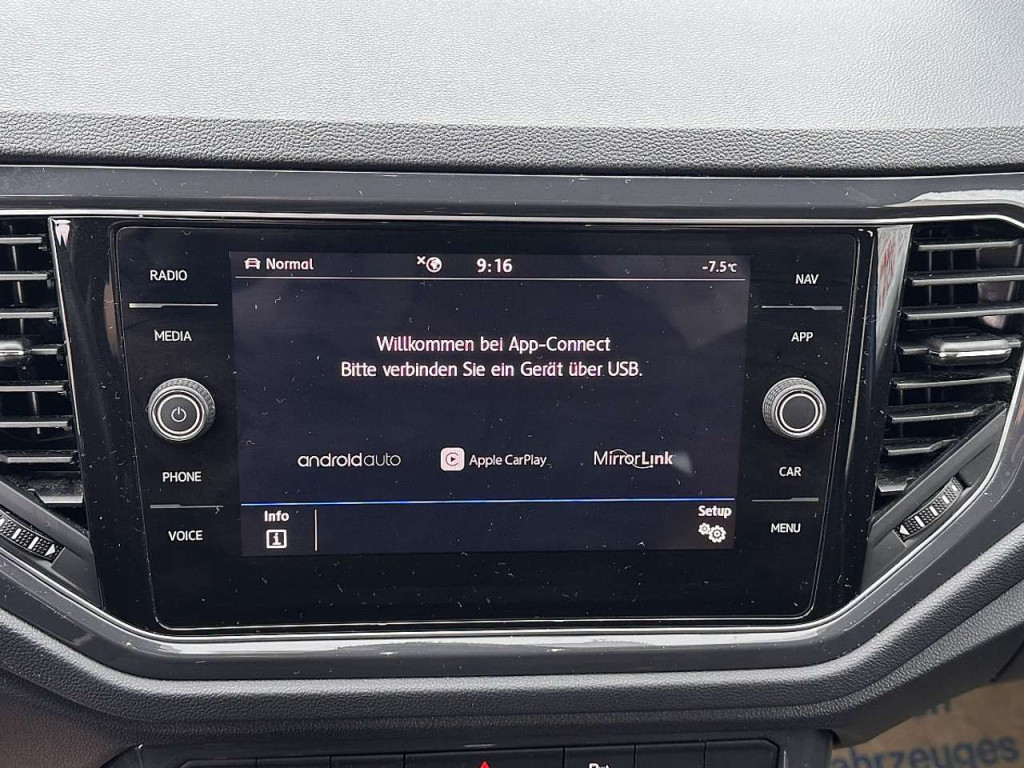 RADIO
MEDIA
PHONE
VOICE
Normal
9:16
-7.5°C
Willkommen bei App-Connect
Bitte verbinden Sie ein Gerät über USB.
androidauto
Apple CarPlay
MirrorLink
Info
i
Setup
NAV
APP
CAR
MENU
ahrzeuges